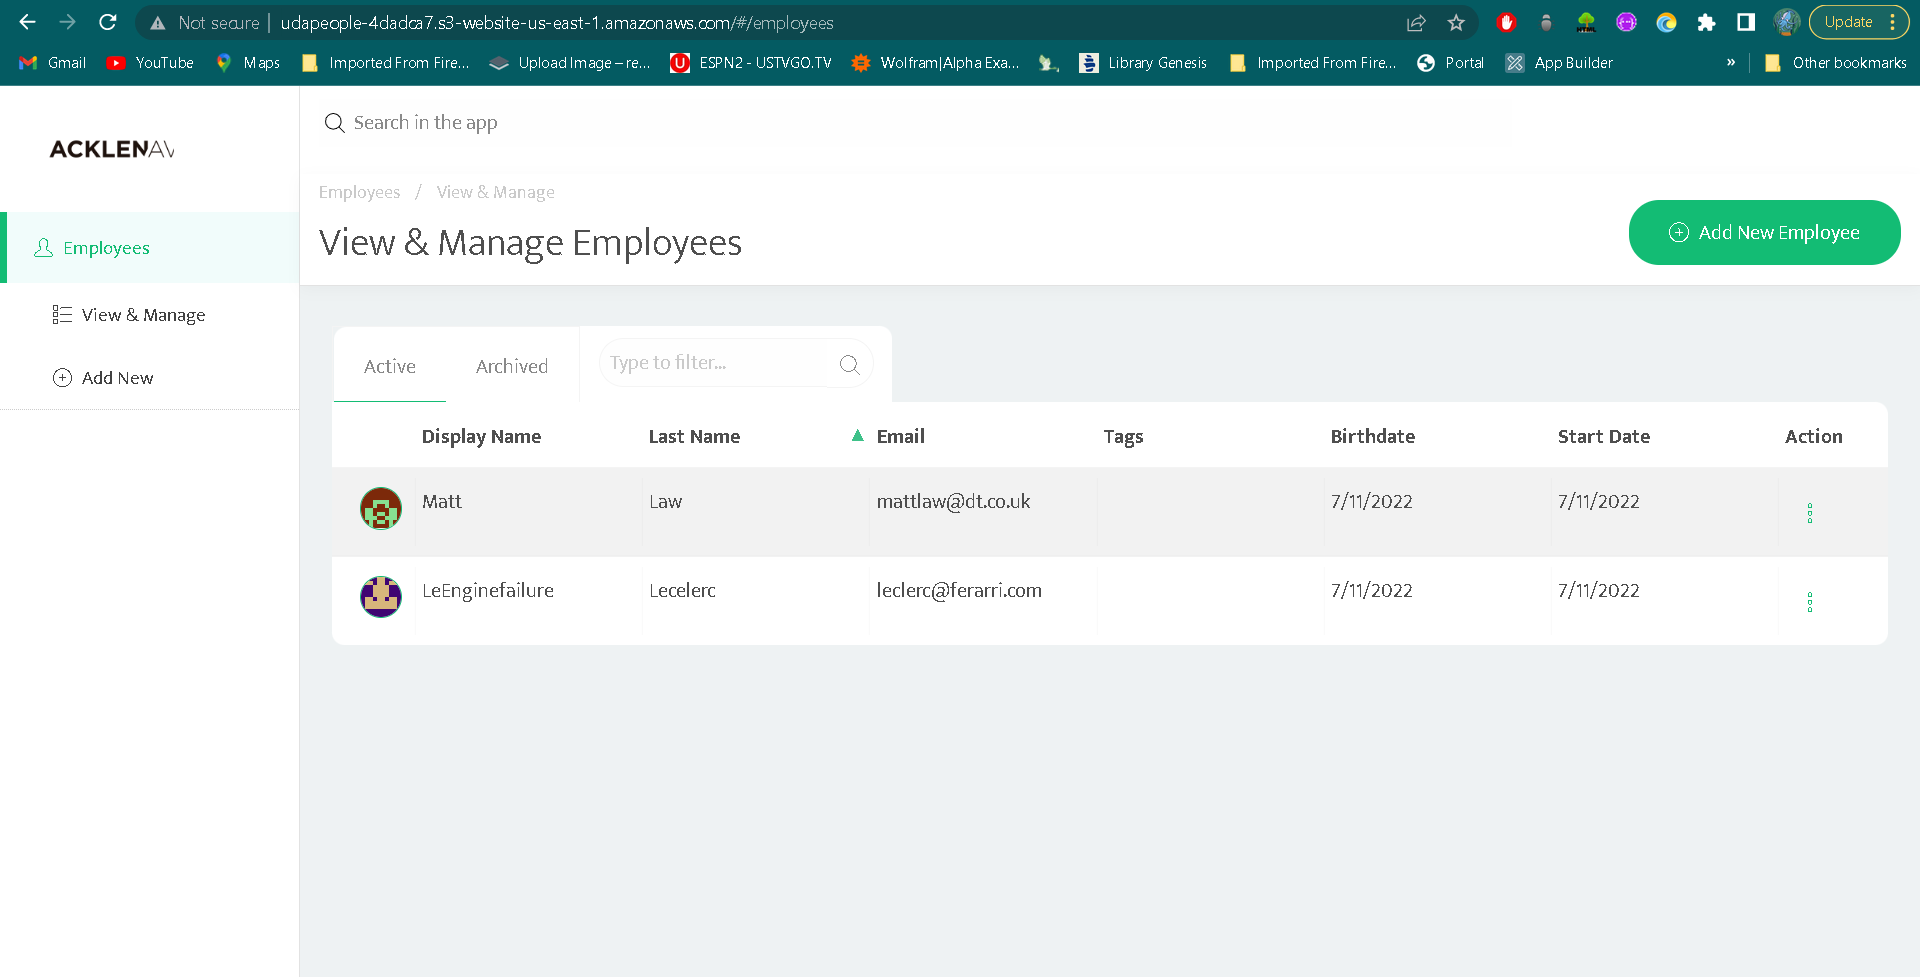 Not secure | udapeople-4dadca7.s3-website-us-east-1.amazonaws.com/#/employees
Update
Gmail YouTube Maps Imported From Fire... Upload Image – re... ESPN2 - USTVGO.TV Wolfram|Alpha Exa... Library Genesis Imported From Fire... Portal App Builder » Other bookmarks
ACKLENAV
Search in the app
Employees / View & Manage
View & Manage Employees
Add New Employee
Employees
View & Manage
Add New
Active Archived Type to filter...
Display Name Last Name Email Tags Birthdate Start Date Action
Matt Law mattlaw@dt.co.uk 7/11/2022 7/11/2022
LeEnginefailure Lecelerc leclerc@ferarri.com 7/11/2022 7/11/2022